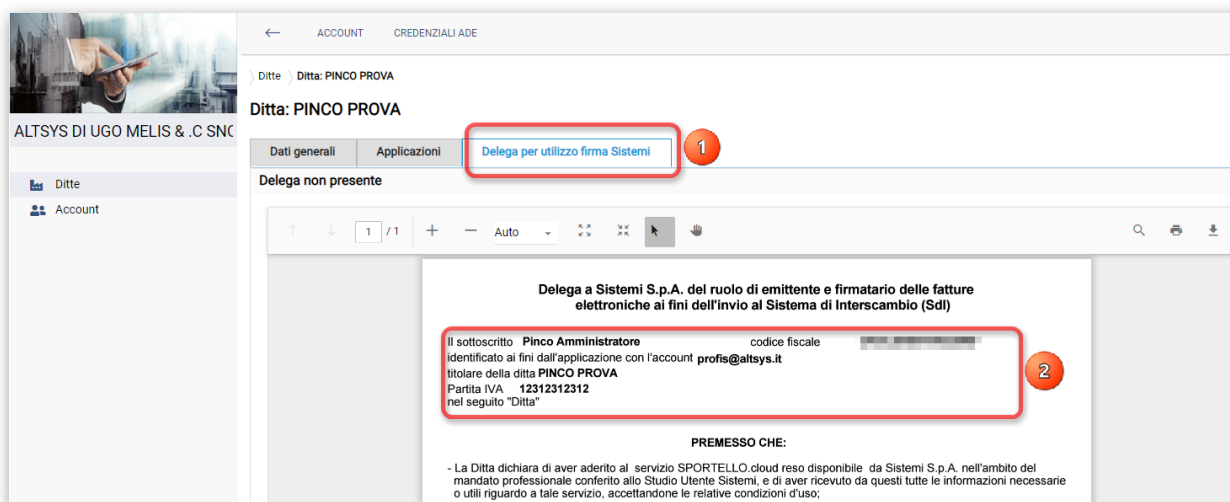 ACCOUNT CREDENZIALI ADE
Ditte Ditta: PINCO PROVA
Ditta: PINCO PROVA
ALTSYS DI UGO MELIS & .C SNC
Dati generali Applicazioni Delega per utilizzo firma Sistemi 1
Ditte
Delega non presente
Account
1 / 1 Auto
Delega a Sistemi S.p.A. del ruolo di emittente e firmatario delle fatture
elettroniche ai fini dell'invio al Sistema di Interscambio (SdI)
Il sottoscritto Pinco Amministratore codice fiscale
identificato ai fini dall'applicazione con l'account profis@altsys.it
titolare della ditta PINCO PROVA
Partita IVA 12312312312
nel seguito "Ditta"
2
PREMESSO CHE:
- La Ditta dichiara di aver aderito al servizio SPORTELLO.cloud reso disponibile da Sistemi S.p.A. nell'ambito del
mandato professionale conferito allo Studio Utente Sistemi, e di aver ricevuto da questi tutte le informazioni necessarie
o utili riguardo a tale servizio, accettandone le relative condizioni d'uso;